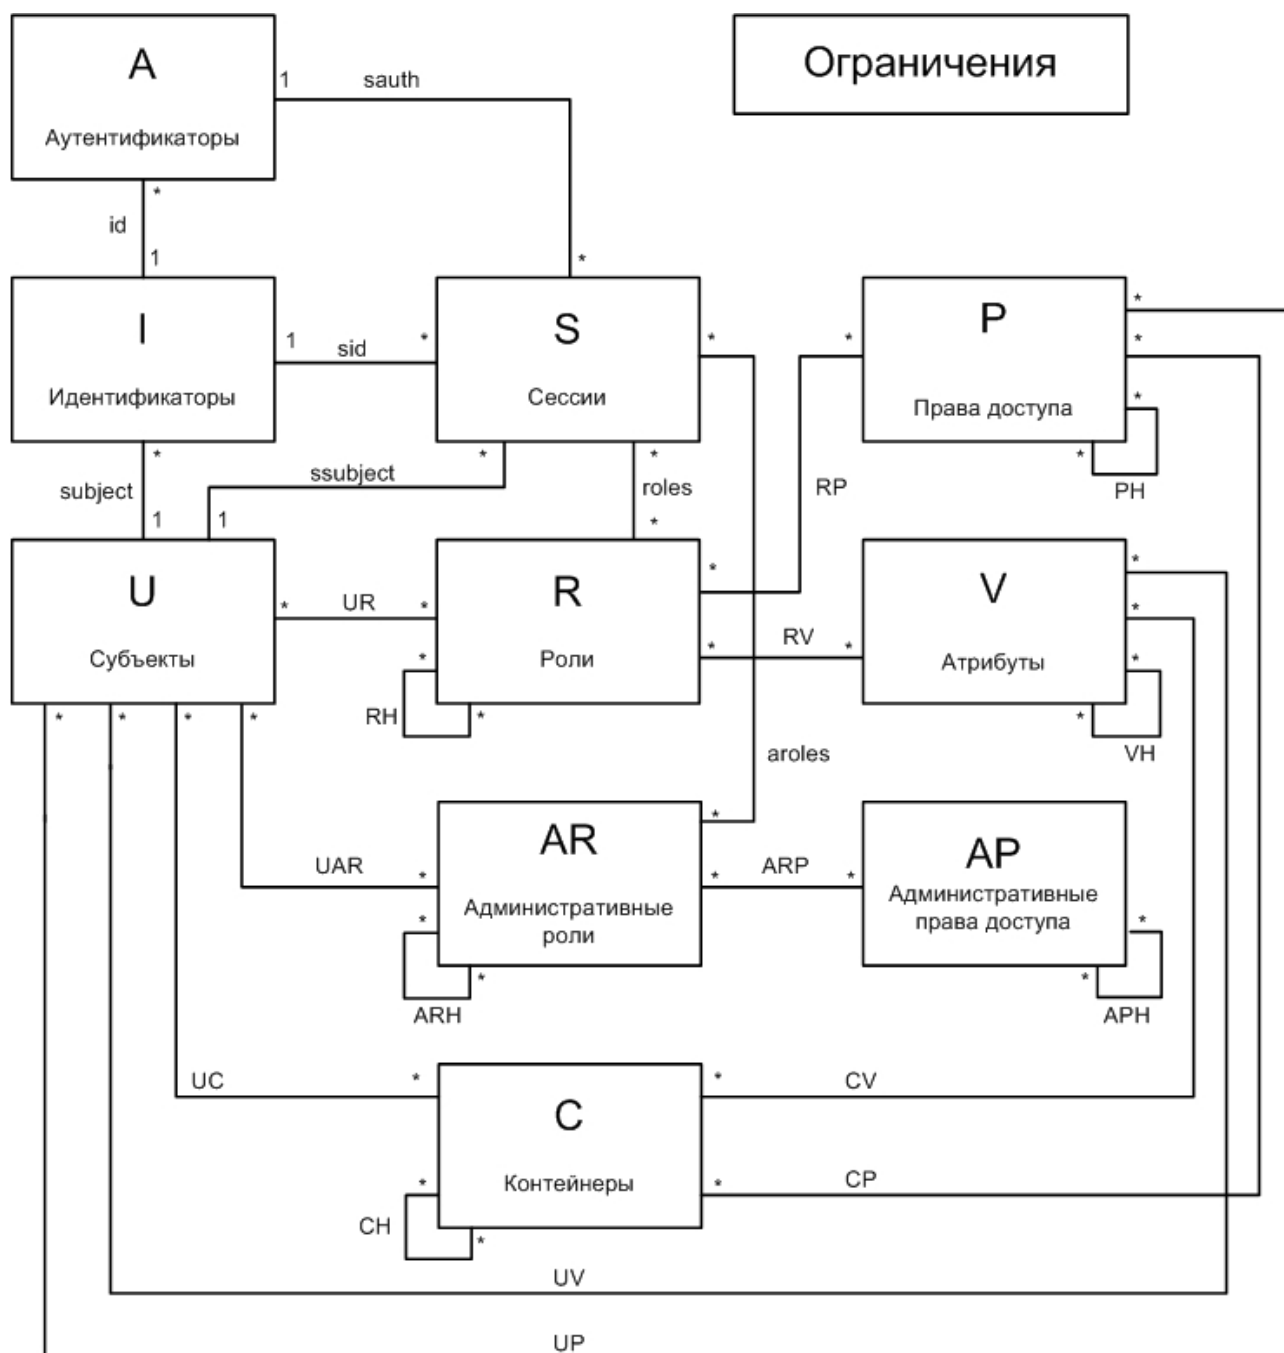 A
Аутентификаторы
1
sauth
Ограничения
*
id
1
*
I
Идентификаторы
1
sid
*
S
Сессии
*
*
P
Права доступа
*
*
*
*
PH
*
subject
1
ssubject
1
*
*
roles
*
RP
U
Субъекты
*
UR
*
R
Роли
*
*
RV
*
V
Атрибуты
*
*
*
*
VH
*
RH
*
*
*
*
*
aroles
AR
Административные
роли
*
UAR
*
*
ARP
*
AP
Административные
права доступа
*
*
APH
*
*
ARH
UC
*
C
Контейнеры
*
CV
*
CP
*
CH
*
UV
UP